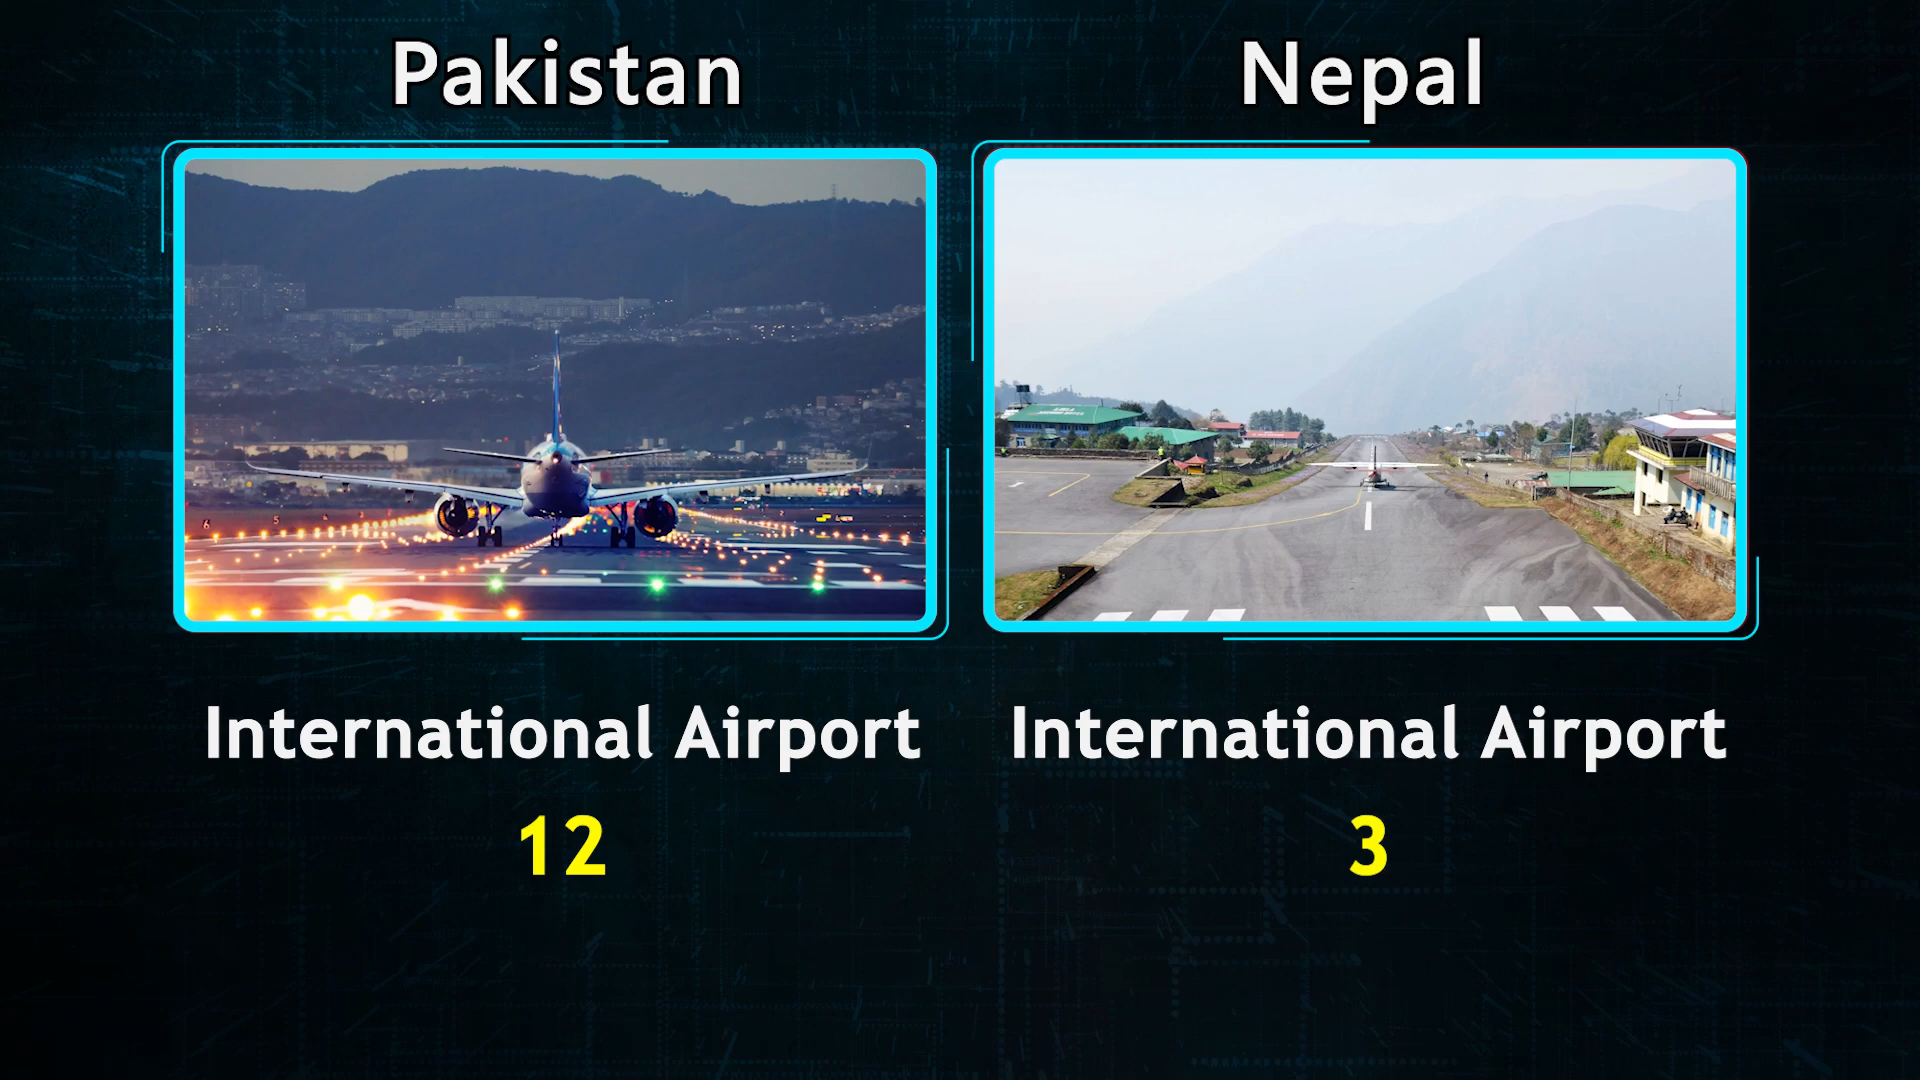 Pakistan
Nepal
International Airport
International Airport
12
3